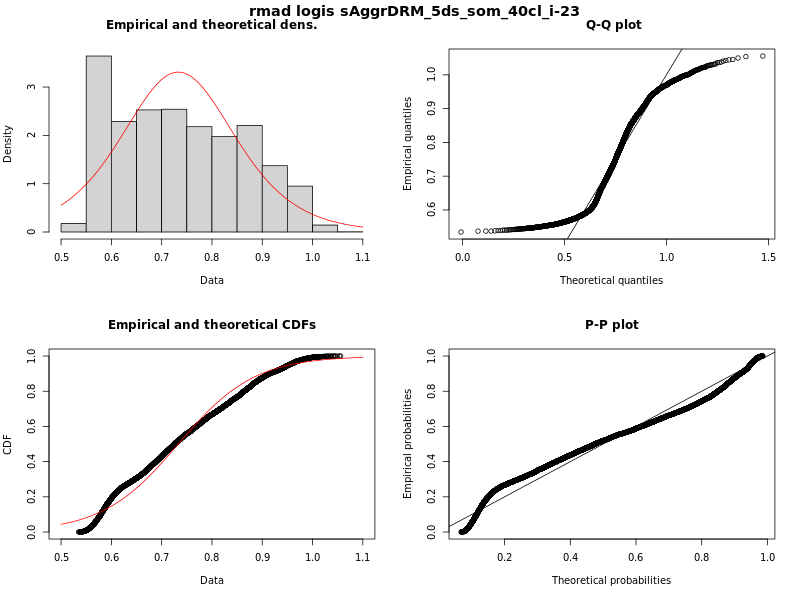 rmad logis sAggrDRM_5ds_som_40cl_i-23
Empirical and theoretical dens.
Density
0 1 2 3
0.5 0.6 0.7 0.8 0.9 1.0 1.1
Data
Q-Q plot
Empirical quantiles
0.6 0.7 0.8 0.9 1.0
0.0 0.5 1.0 1.5
Theoretical quantiles
Empirical and theoretical CDFs
CDF
0.0 0.2 0.4 0.6 0.8 1.0
0.5 0.6 0.7 0.8 0.9 1.0 1.1
Data
P-P plot
Empirical probabilities
0.0 0.2 0.4 0.6 0.8 1.0
0.2 0.4 0.6 0.8 1.0
Theoretical probabilities